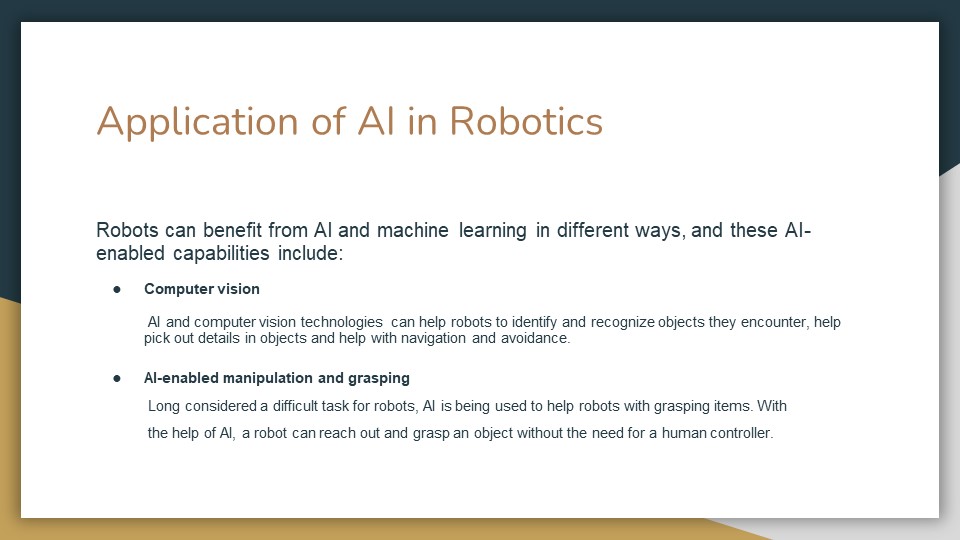 Application of AI in Robotics
Robots can benefit from AI and machine learning in different ways, and these AI-
enabled capabilities include:
● Computer vision
AI and computer vision technologies can help robots to identify and recognize objects they encounter, help
pick out details in objects and help with navigation and avoidance.
● AI-enabled manipulation and grasping
Long considered a difficult task for robots, AI is being used to help robots with grasping items. With
the help of AI, a robot can reach out and grasp an object without the need for a human controller.